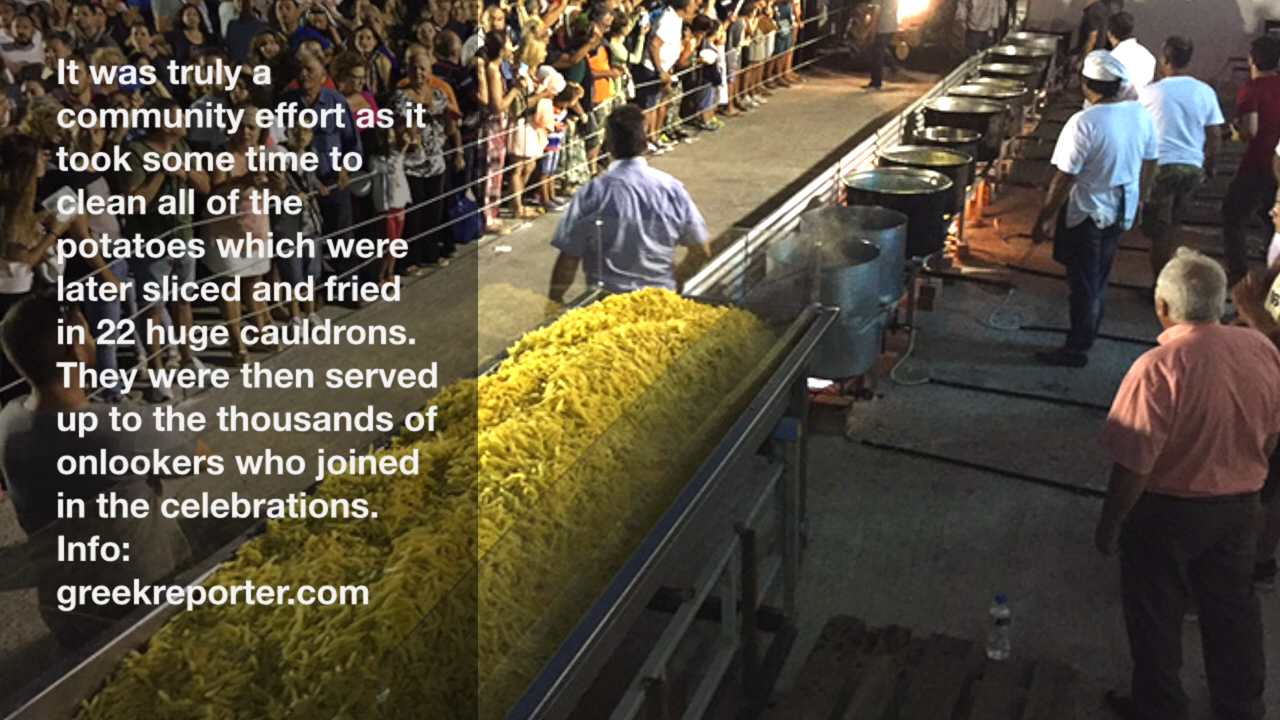 It was truly a
community effort as it
took some time to
clean all of the
potatoes which were
later sliced and fried
in 22 huge cauldrons.
They were then served
up to the thousands of
onlookers who joined
in the celebrations.
Info:
greekreporter.com